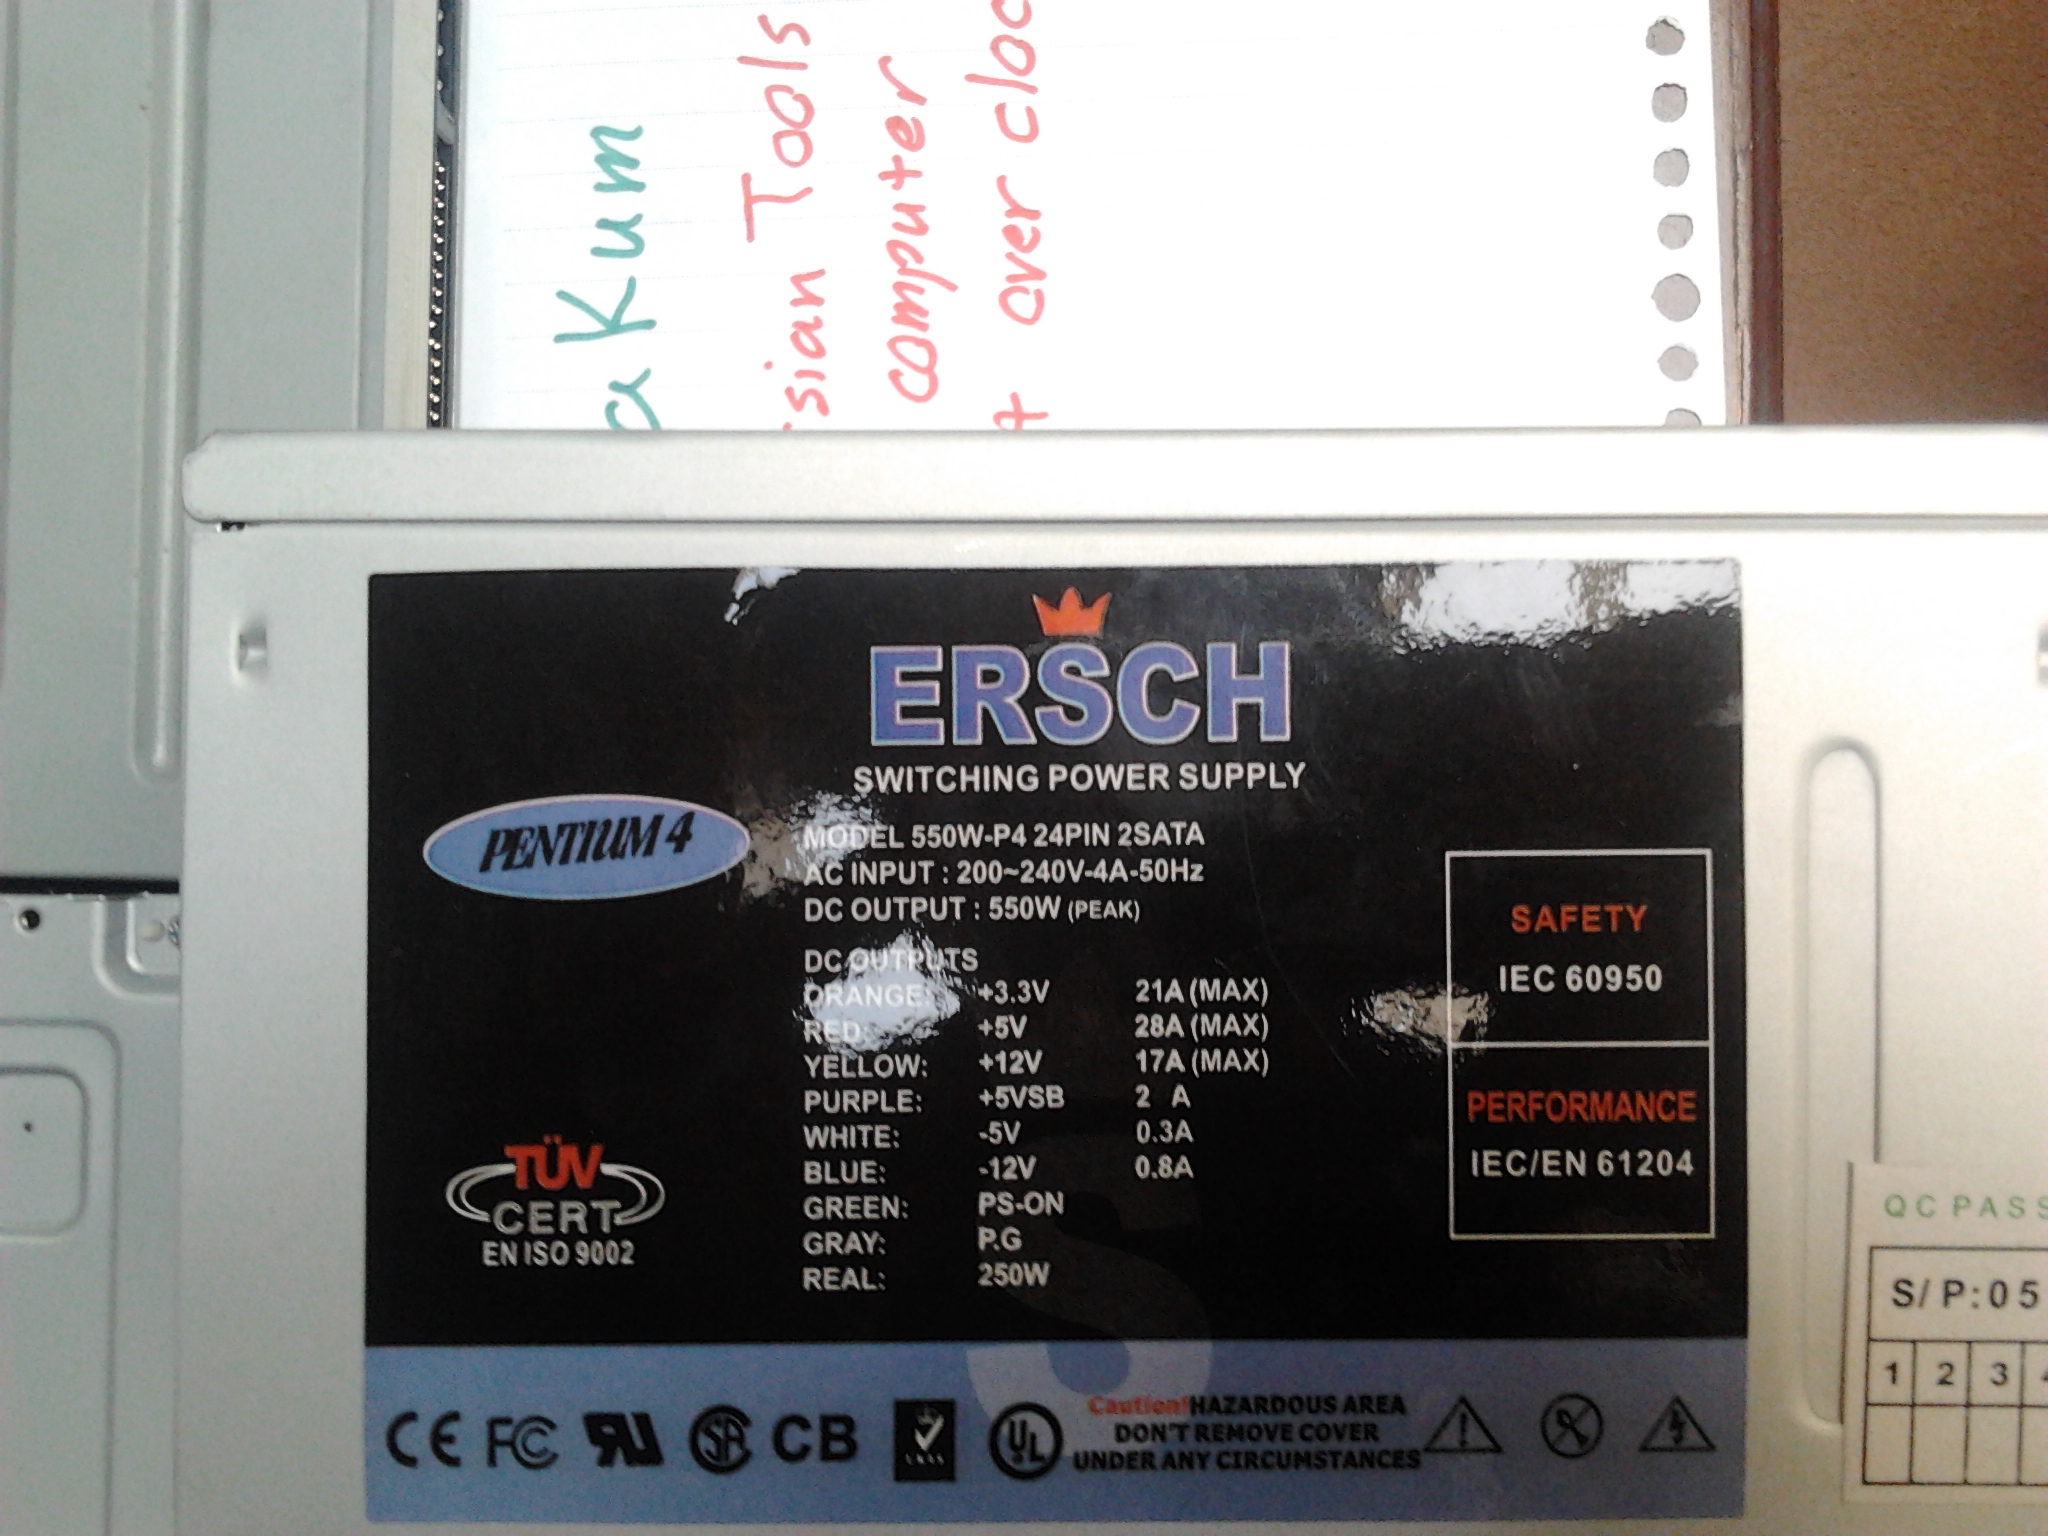 a Kum
sian Tools
computer
t over cloc
ERSCH
SWITCHING POWER SUPPLY
PENTIUM 4
MODEL 550W-P4 24PIN 2SATA
AC INPUT : 200~240V-4A-50Hz
DC OUTPUT : 550W (PEAK)
DC OUTPUTS
ORANGE: +3.3V 21A (MAX)
RED: +5V 28A (MAX)
YELLOW: +12V 17A (MAX)
PURPLE: +5VSB 2 A
WHITE: -5V 0.3A
BLUE: -12V 0.8A
GREEN: PS-ON
GRAY: P.G
REAL: 250W
SAFETY
IEC 60950
PERFORMANCE
IEC/EN 61204
TÜV
CERT
EN ISO 9002
QC PASS
S/P:05
1 2 3 4
CE FC RU SA CB UL
Caution! HAZARDOUS AREA
DON'T REMOVE COVER
UNDER ANY CIRCUMSTANCES